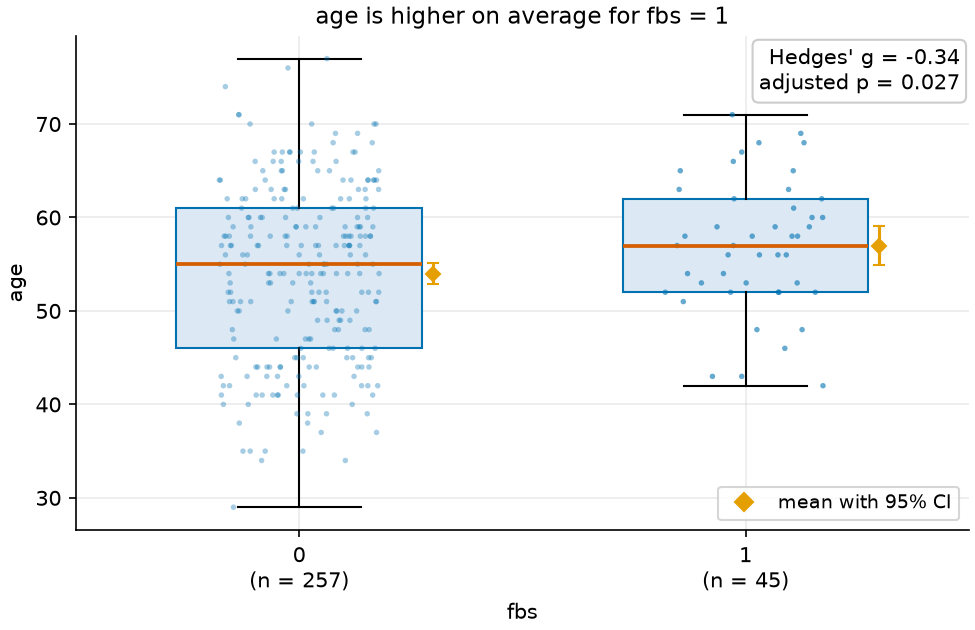 age is higher on average for fbs = 1
Hedges' g = -0.34
adjusted p = 0.027
age
70
60
50
40
30
mean with 95% CI
0
(n = 257)
1
(n = 45)
fbs